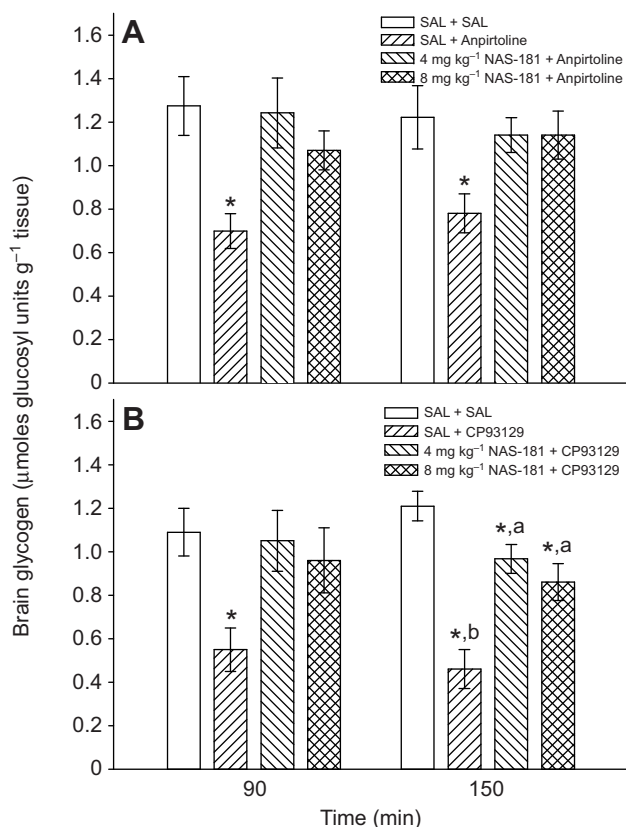 A
SAL + SAL
SAL + Anpirtoline
4 mg kg⁻¹ NAS-181 + Anpirtoline
8 mg kg⁻¹ NAS-181 + Anpirtoline
1.6
1.4
1.2
1.0
0.8
0.6
0.4
0.2
0
*
*
B
SAL + SAL
SAL + CP93129
4 mg kg⁻¹ NAS-181 + CP93129
8 mg kg⁻¹ NAS-181 + CP93129
1.6
1.4
1.2
1.0
0.8
0.6
0.4
0.2
0
*
*,b
*,a
*,a
90
150
Time (min)
Brain glycogen (µmoles glucosyl units g⁻¹ tissue)